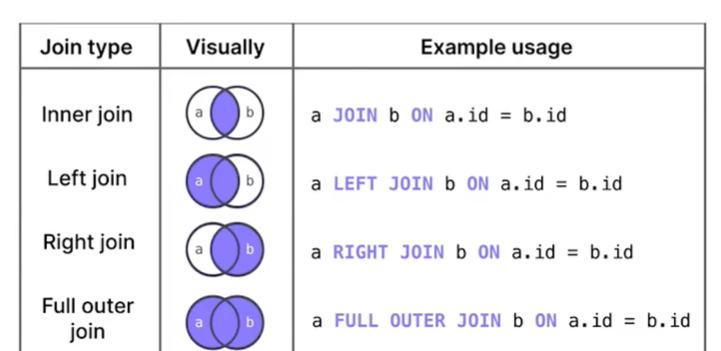 Join type Visually Example usage
Inner join a b a JOIN b ON a.id = b.id
Left join a b a LEFT JOIN b ON a.id = b.id
Right join a b a RIGHT JOIN b ON a.id = b.id
Full outer
join a b a FULL OUTER JOIN b ON a.id = b.id